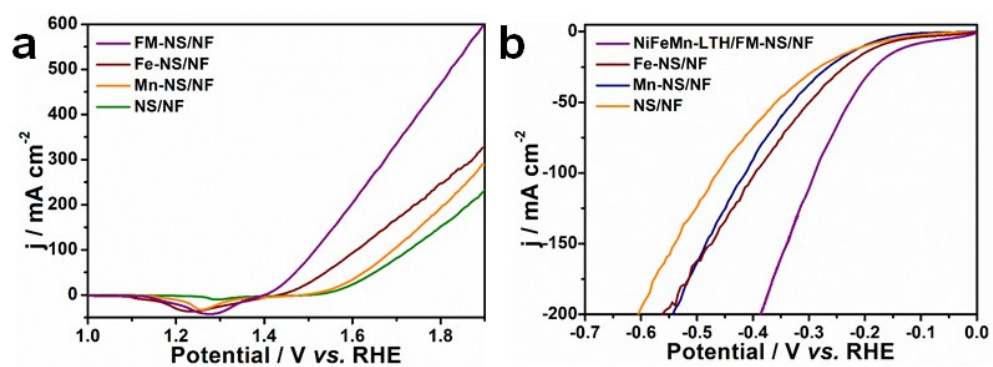 a
FM-NS/NF
Fe-NS/NF
Mn-NS/NF
NS/NF
600
500
400
300
200
100
0
j / mA cm-2
1.0
1.2
1.4
1.6
1.8
Potential / V vs. RHE
b
NiFeMn-LTH/FM-NS/NF
Fe-NS/NF
Mn-NS/NF
NS/NF
0
-50
-100
-150
-200
j / mA cm-2
-0.7
-0.6
-0.5
-0.4
-0.3
-0.2
-0.1
0.0
Potential / V vs. RHE